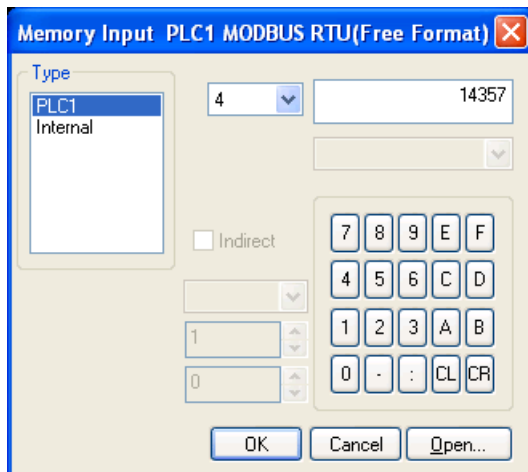 Memory Input PLC1 MODBUS RTU(Free Format)
Type
PLC1
Internal
4
14357
Indirect
1
0
7 8 9 E F
4 5 6 C D
1 2 3 A B
0 - : CL CR
OK Cancel Open...